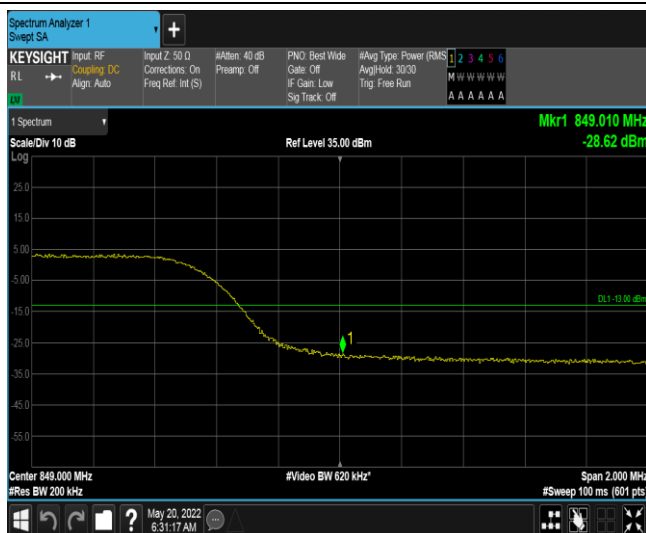 Spectrum Analyzer 1
Swept SA
+
KEYSIGHT
RL
Input: RF
Coupling: DC
Align: Auto
Input Z: 50 Ω
Corrections: On
Freq Ref: Int (S)
#Atten: 40 dB
Preamp: Off
PNO: Best Wide
Gate: Off
IF Gain: Low
Sig Track: Off
#Avg Type: Power (RMS
Avg|Hold: 30/30
Trig: Free Run
1 2 3 4 5 6
M W W W W W
A A A A A A
1 Spectrum
Mkr1 849.010 MHz
Scale/Div 10 dB
Ref Level 35.00 dBm
-28.62 dBm
Log
25.0
15.0
5.00
-5.00
DL1 -13.00 dBm
-15.0
-25.0
1
-35.0
-45.0
-55.0
Center 849.000 MHz
#Video BW 620 kHz*
Span 2.000 MHz
#Res BW 200 kHz
#Sweep 100 ms (601 pts
?
May 20, 2022
6:31:17 AM